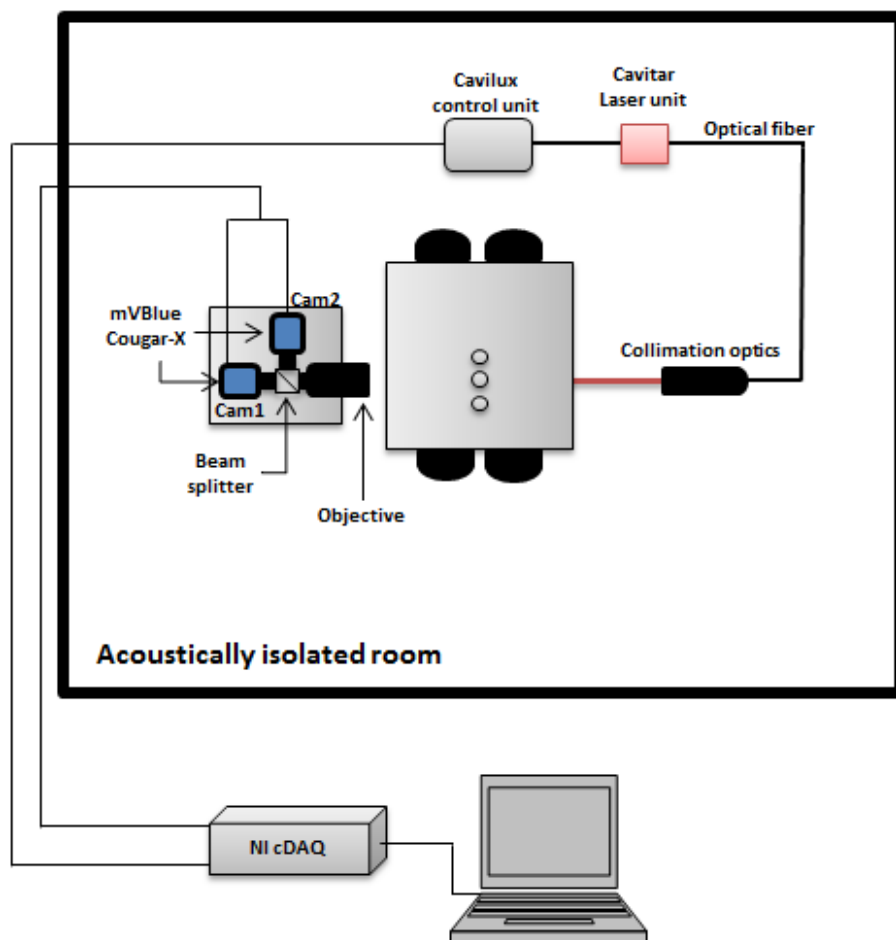 Cavilux
control unit
Cavitar
Laser unit
Optical fiber
mVBlue
Cougar-X
Cam2
Cam1
Collimation optics
Beam
splitter
Objective
Acoustically isolated room
NI cDAQ